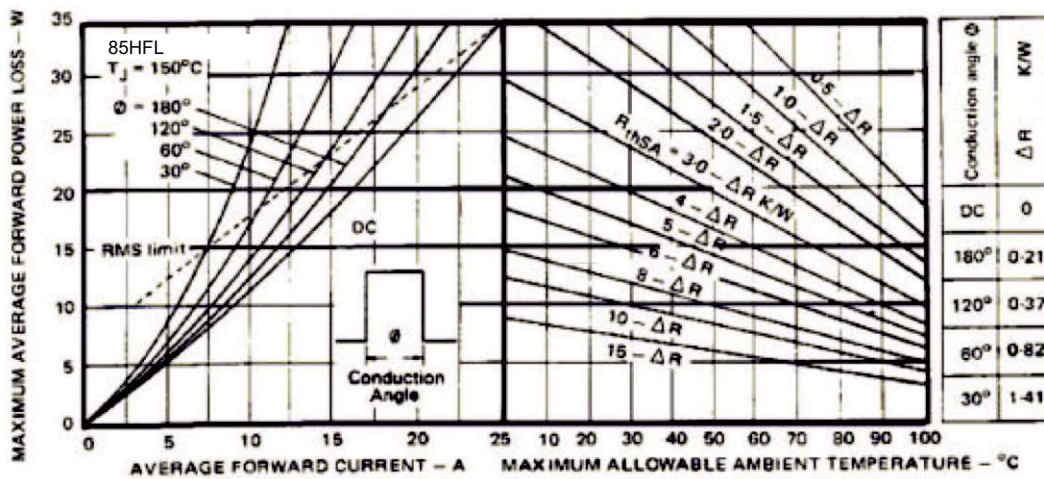 MAXIMUM AVERAGE FORWARD POWER LOSS – W
35
30
25
20
15
10
5
0
85HFL
TJ = 150°C
Ø = 180°
120°
60°
30°
RMS limit
DC
Ø
Conduction
Angle
0 5 10 15 20 25 10 20 30 40 50 60 70 80 90 100
AVERAGE FORWARD CURRENT – A
MAXIMUM ALLOWABLE AMBIENT TEMPERATURE – °C
0·5 – ΔR
1·0 – ΔR
1·5 – ΔR
2·0 – ΔR
RthSA = 3·0 – ΔR K/W
4 – ΔR
5 – ΔR
6 – ΔR
8 – ΔR
10 – ΔR
15 – ΔR
Conduction angle Ø
ΔR K/W
DC 0
180° 0·21
120° 0·37
60° 0·82
30° 1·41